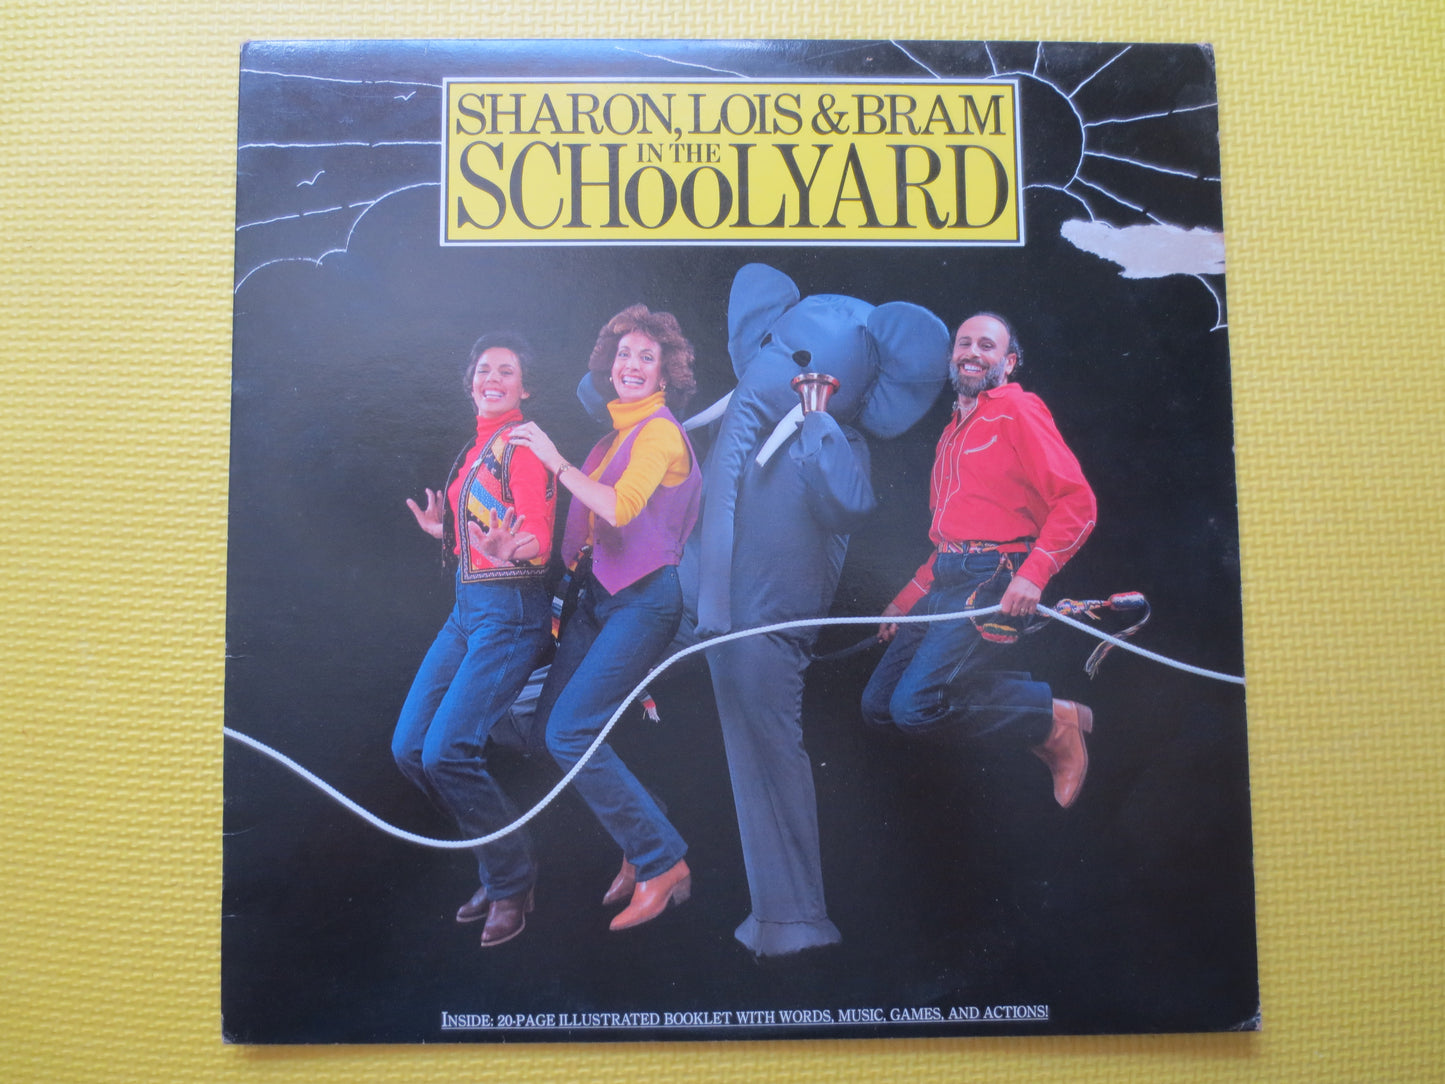 SHARON, LOIS & BRAM
IN THE
SCHOOLYARD
INSIDE: 20-PAGE ILLUSTRATED BOOKLET WITH WORDS, MUSIC, GAMES, AND ACTIONS!